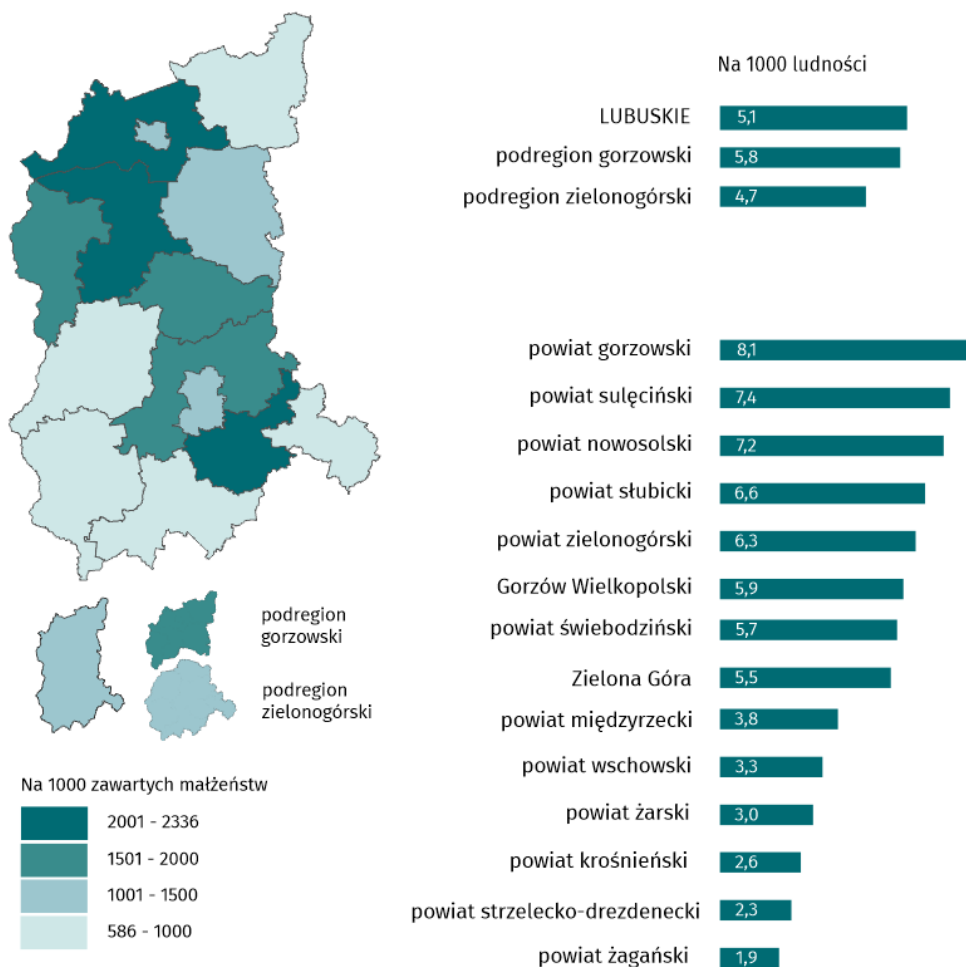 Na 1000 ludności
LUBUSKIE 5,1
podregion gorzowski 5,8
podregion zielonogórski 4,7
powiat gorzowski 8,1
powiat sulęciński 7,4
powiat nowosolski 7,2
powiat słubicki 6,6
powiat zielonogórski 6,3
Gorzów Wielkopolski 5,9
powiat świebodziński 5,7
Zielona Góra 5,5
powiat międzyrzecki 3,8
powiat wschowski 3,3
powiat żarski 3,0
powiat krośnieński 2,6
powiat strzelecko-drezdenecki 2,3
powiat żagański 1,9
podregion
gorzowski
podregion
zielonogórski
Na 1000 zawartych małżeństw
2001 - 2336
1501 - 2000
1001 - 1500
586 - 1000